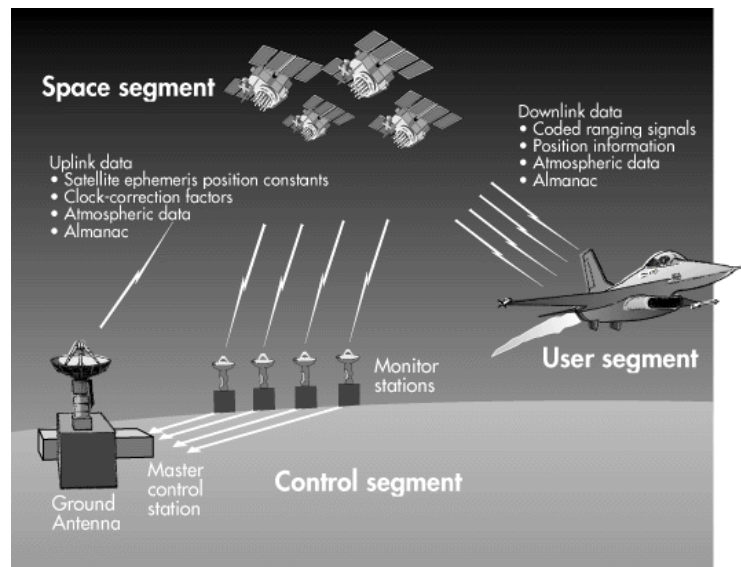 Space segment
Downlink data
• Coded ranging signals
• Position information
• Atmospheric data
• Almanac
Uplink data
• Satellite ephemeris position constants
• Clock-correction factors
• Atmospheric data
• Almanac
User segment
Monitor
stations
Master
control
station
Control segment
Ground
Antenna